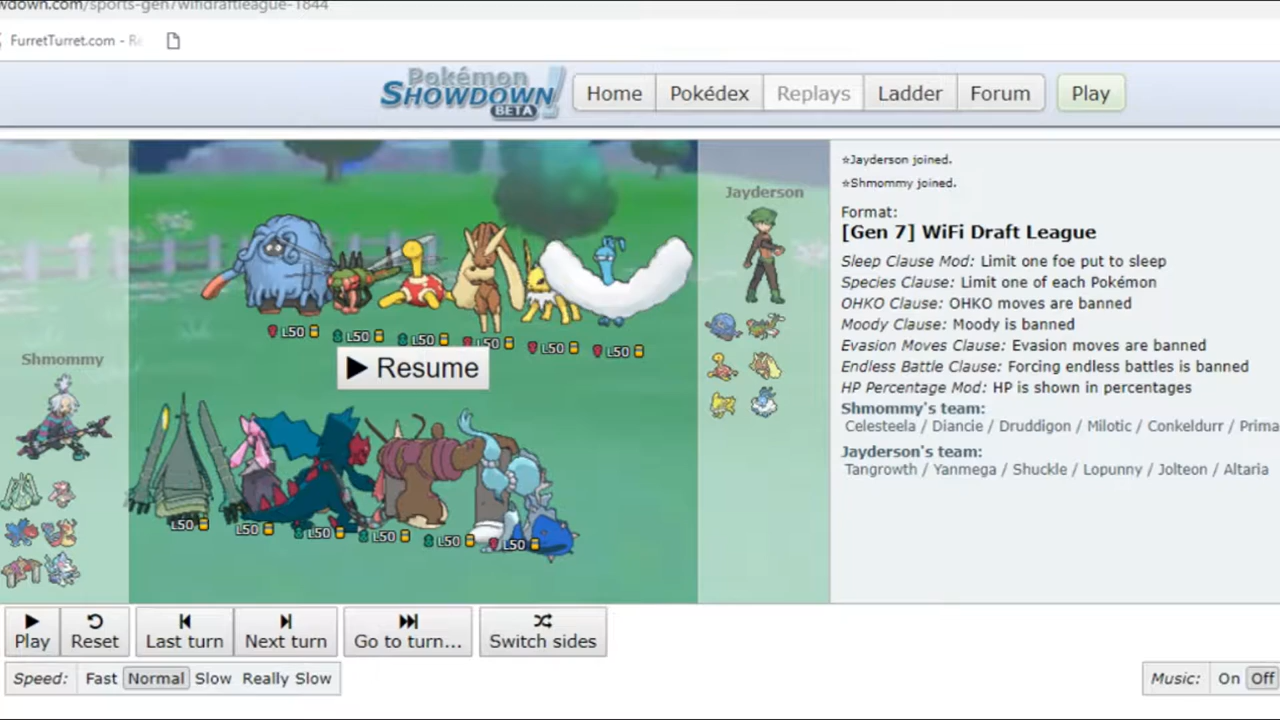 wdown.com/sports-gen7wifidraftleague-1844
FurretTurret.com - Re
Pokémon
SHOWDOWN!
BETA
Home
Pokédex
Replays
Ladder
Forum
Play
Shmommy
Jayderson
L50
L50
L50
L50
L50
L50
Resume
L50
L50
L50
L50
L50
L50
☆Jayderson joined.
☆Shmommy joined.
Format:
[Gen 7] WiFi Draft League
Sleep Clause Mod: Limit one foe put to sleep
Species Clause: Limit one of each Pokémon
OHKO Clause: OHKO moves are banned
Moody Clause: Moody is banned
Evasion Moves Clause: Evasion moves are banned
Endless Battle Clause: Forcing endless battles is banned
HP Percentage Mod: HP is shown in percentages
Shmommy's team:
Celesteela / Diancie / Druddigon / Milotic / Conkeldurr / Prima
Jayderson's team:
Tangrowth / Yanmega / Shuckle / Lopunny / Jolteon / Altaria
Play
Reset
Last turn
Next turn
Go to turn...
Switch sides
Speed: Fast Normal Slow Really Slow
Music: On Off